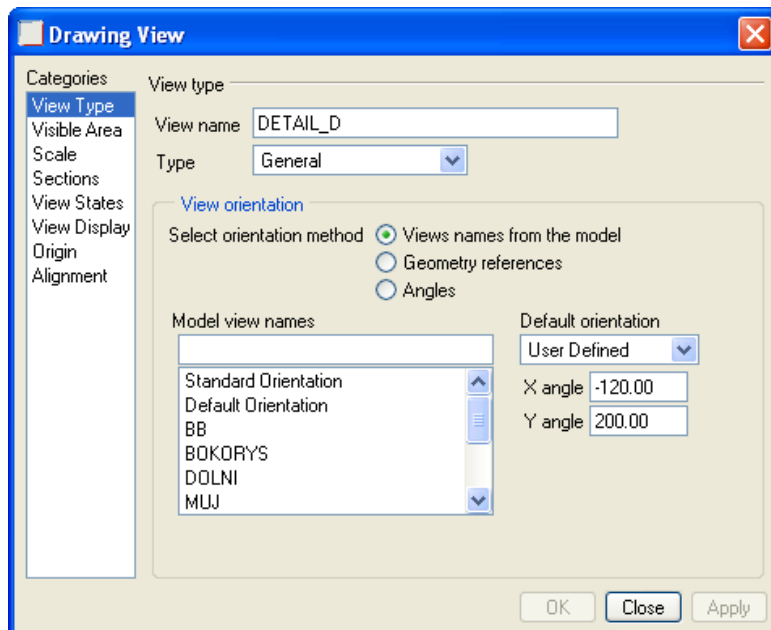 Drawing View
Categories
View Type
Visible Area
Scale
Sections
View States
View Display
Origin
Alignment
View type
View name DETAIL_D
Type General
View orientation
Select orientation method Views names from the model
Geometry references
Angles
Model view names
Standard Orientation
Default Orientation
BB
BOKORYS
DOLNI
MUJ
Default orientation
User Defined
X angle -120.00
Y angle 200.00
OK Close Apply